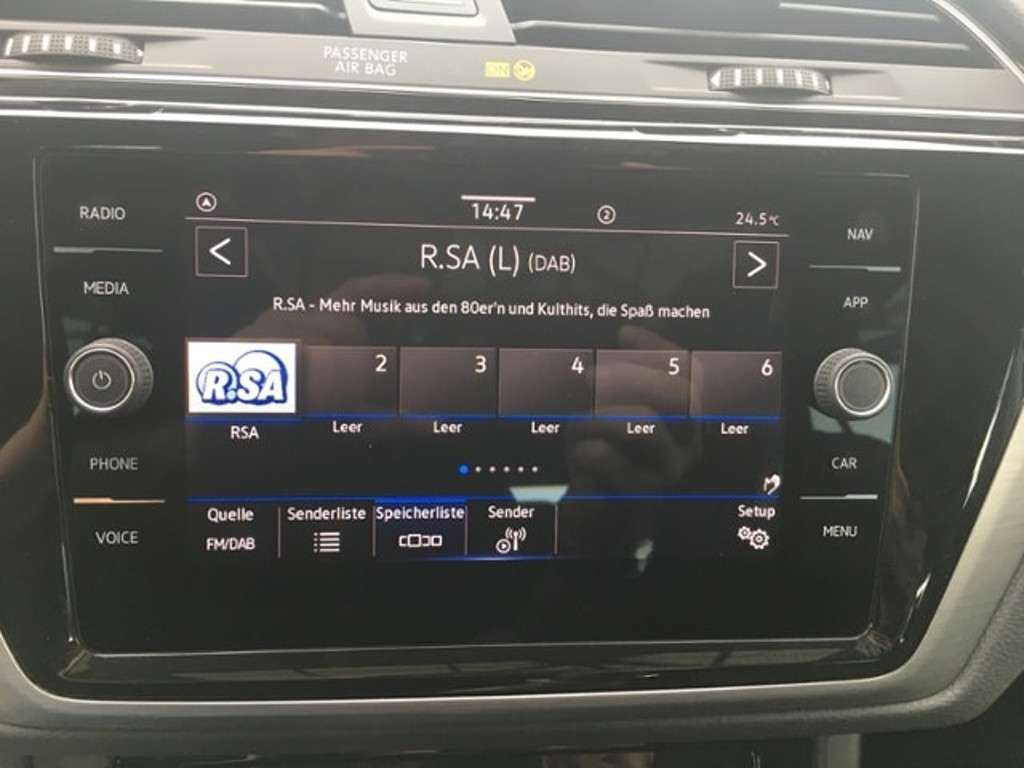 PASSENGER
AIR BAG
ON
RADIO
MEDIA
PHONE
VOICE
NAV
APP
CAR
MENU
A
14:47
2
24.5°C
<
R.SA (L) (DAB)
>
R.SA - Mehr Musik aus den 80er'n und Kulthits, die Spaß machen
R.SA
2
3
4
5
6
RSA
Leer
Leer
Leer
Leer
Leer
Quelle
FM/DAB
Senderliste
Speicherliste
Sender
Setup